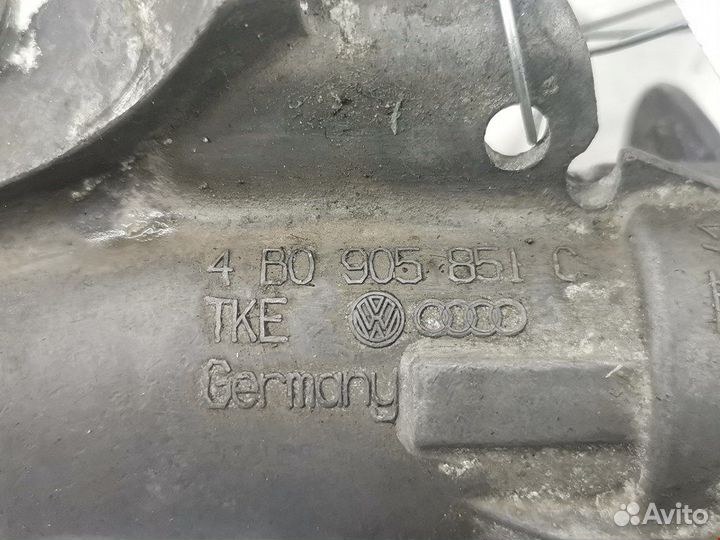 4 B0 905 851 C
TKE
Germany
Avito